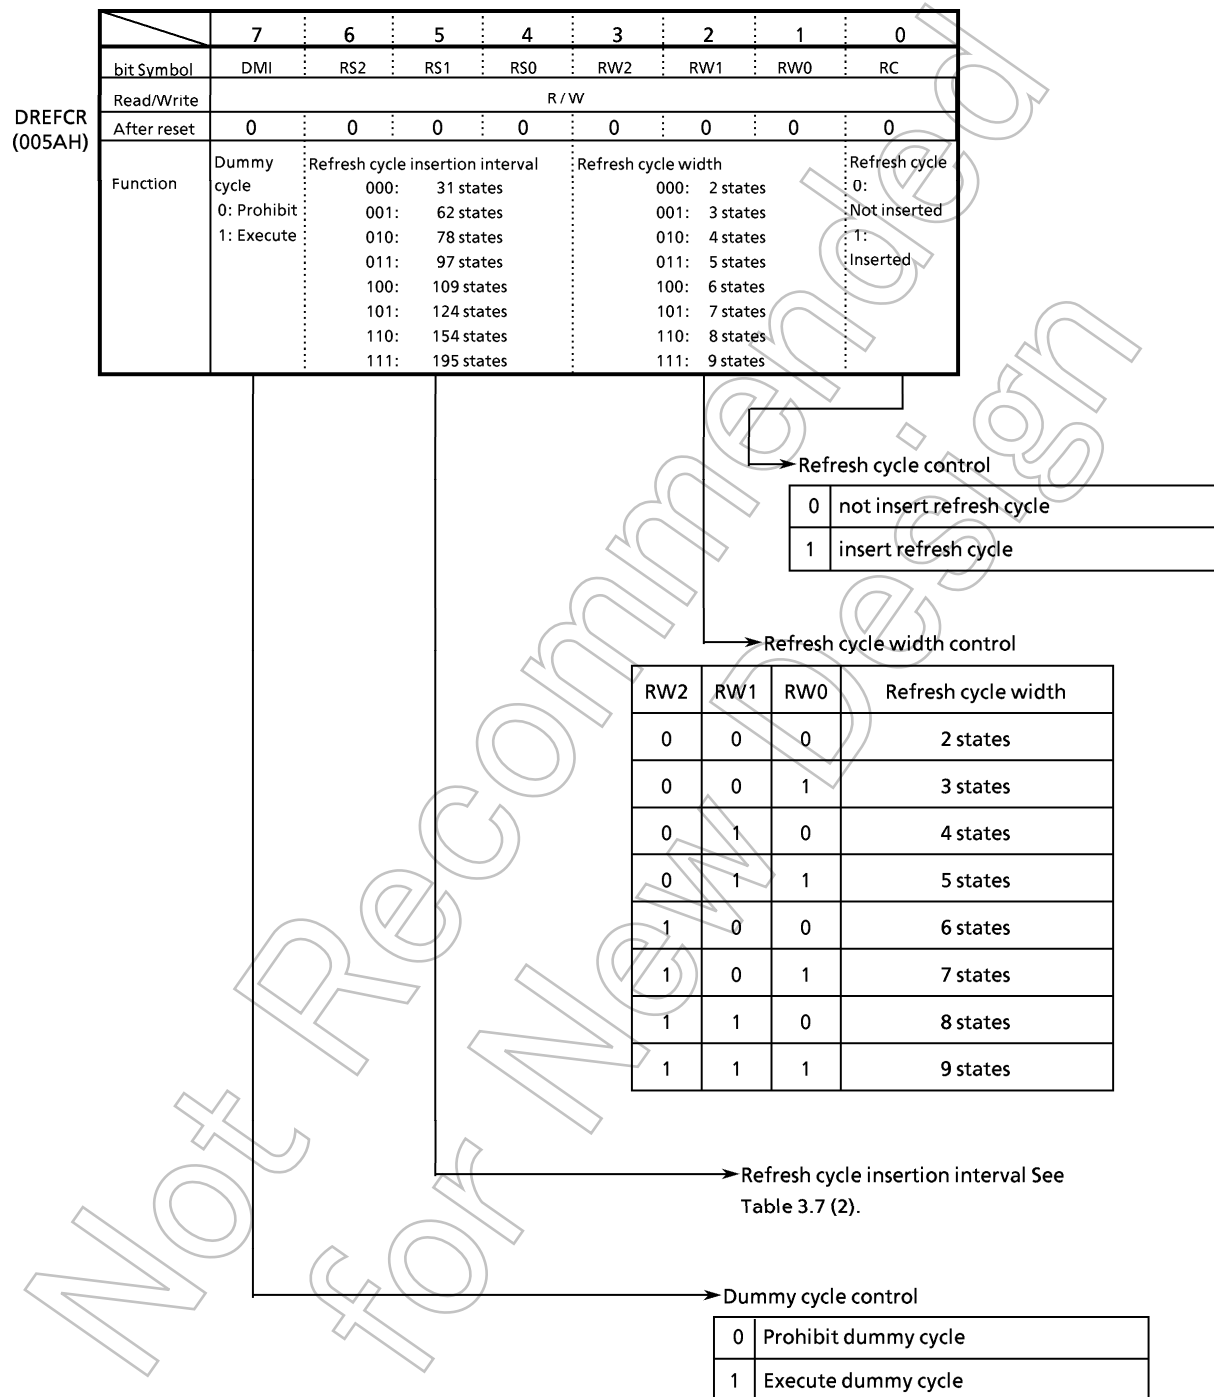 7 6 5 4 3 2 1 0
bit Symbol DMI RS2 RS1 RS0 RW2 RW1 RW0 RC
Read/Write R / W
DREFCR
(005AH)
After reset 0 0 0 0 0 0 0 0
Function
Dummy
cycle
0: Prohibit
1: Execute
Refresh cycle insertion interval
000: 31 states
001: 62 states
010: 78 states
011: 97 states
100: 109 states
101: 124 states
110: 154 states
111: 195 states
Refresh cycle width
000: 2 states
001: 3 states
010: 4 states
011: 5 states
100: 6 states
101: 7 states
110: 8 states
111: 9 states
Refresh cycle
0:
Not inserted
1:
Inserted
Refresh cycle control
0 not insert refresh cycle
1 insert refresh cycle
Refresh cycle width control
RW2 RW1 RW0 Refresh cycle width
0 0 0 2 states
0 0 1 3 states
0 1 0 4 states
0 1 1 5 states
1 0 0 6 states
1 0 1 7 states
1 1 0 8 states
1 1 1 9 states
Refresh cycle insertion interval See
Table 3.7 (2).
Dummy cycle control
0 Prohibit dummy cycle
1 Execute dummy cycle
Not Recommended
for New Design